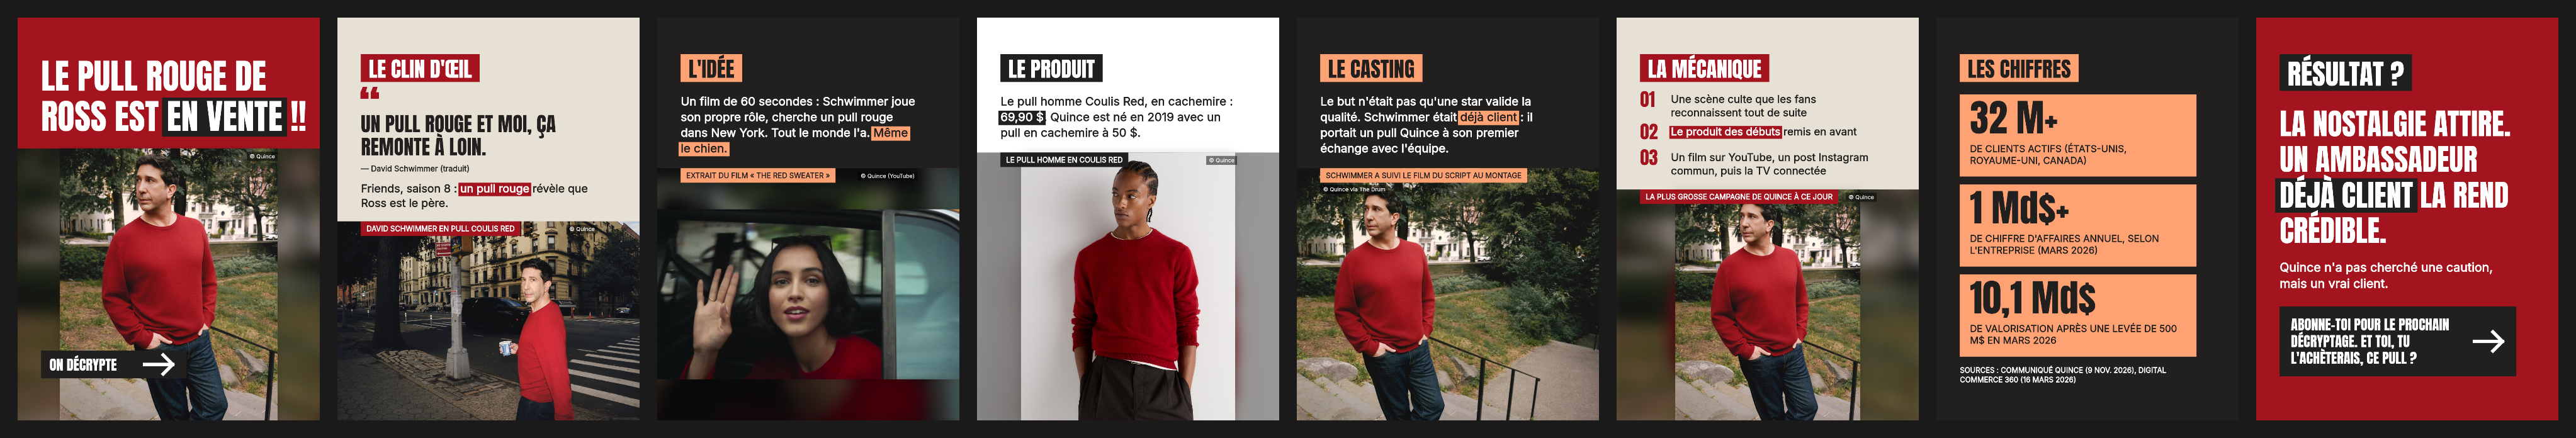 LE PULL ROUGE DE
ROSS EST EN VENTE !!
© Quince
ON DÉCRYPTE
LE CLIN D'ŒIL
“
UN PULL ROUGE ET MOI, ÇA
REMONTE À LOIN.
— David Schwimmer (traduit)
Friends, saison 8 : un pull rouge révèle que
Ross est le père.
DAVID SCHWIMMER EN PULL COULIS RED
© Quince
L'IDÉE
Un film de 60 secondes : Schwimmer joue
son propre rôle, cherche un pull rouge
dans New York. Tout le monde l'a. Même
le chien.
EXTRAIT DU FILM « THE RED SWEATER »
© Quince (YouTube)
LE PRODUIT
Le pull homme Coulis Red, en cachemire :
69,90 $. Quince est né en 2019 avec un
pull en cachemire à 50 $.
LE PULL HOMME EN COULIS RED
© Quince
LE CASTING
Le but n'était pas qu'une star valide la
qualité. Schwimmer était déjà client : il
portait un pull Quince à son premier
échange avec l'équipe.
SCHWIMMER A SUIVI LE FILM DU SCRIPT AU MONTAGE
© Quince via The Drum
LA MÉCANIQUE
01 Une scène culte que les fans
reconnaissent tout de suite
02 Le produit des débuts remis en avant
03 Un film sur YouTube, un post Instagram
commun, puis la TV connectée
LA PLUS GROSSE CAMPAGNE DE QUINCE À CE JOUR
© Quince
LES CHIFFRES
32 M+
DE CLIENTS ACTIFS (ÉTATS-UNIS,
ROYAUME-UNI, CANADA)
1 Md$+
DE CHIFFRE D'AFFAIRES ANNUEL, SELON
L'ENTREPRISE (MARS 2026)
10,1 Md$
DE VALORISATION APRÈS UNE LEVÉE DE 500
M$ EN MARS 2026
SOURCES : COMMUNIQUÉ QUINCE (9 NOV. 2026), DIGITAL
COMMERCE 360 (16 MARS 2026)
RÉSULTAT ?
LA NOSTALGIE ATTIRE.
UN AMBASSADEUR
DÉJÀ CLIENT LA REND
CRÉDIBLE.
Quince n'a pas cherché une caution,
mais un vrai client.
ABONNE-TOI POUR LE PROCHAIN
DÉCRYPTAGE. ET TOI, TU
L'ACHÈTERAIS, CE PULL ?